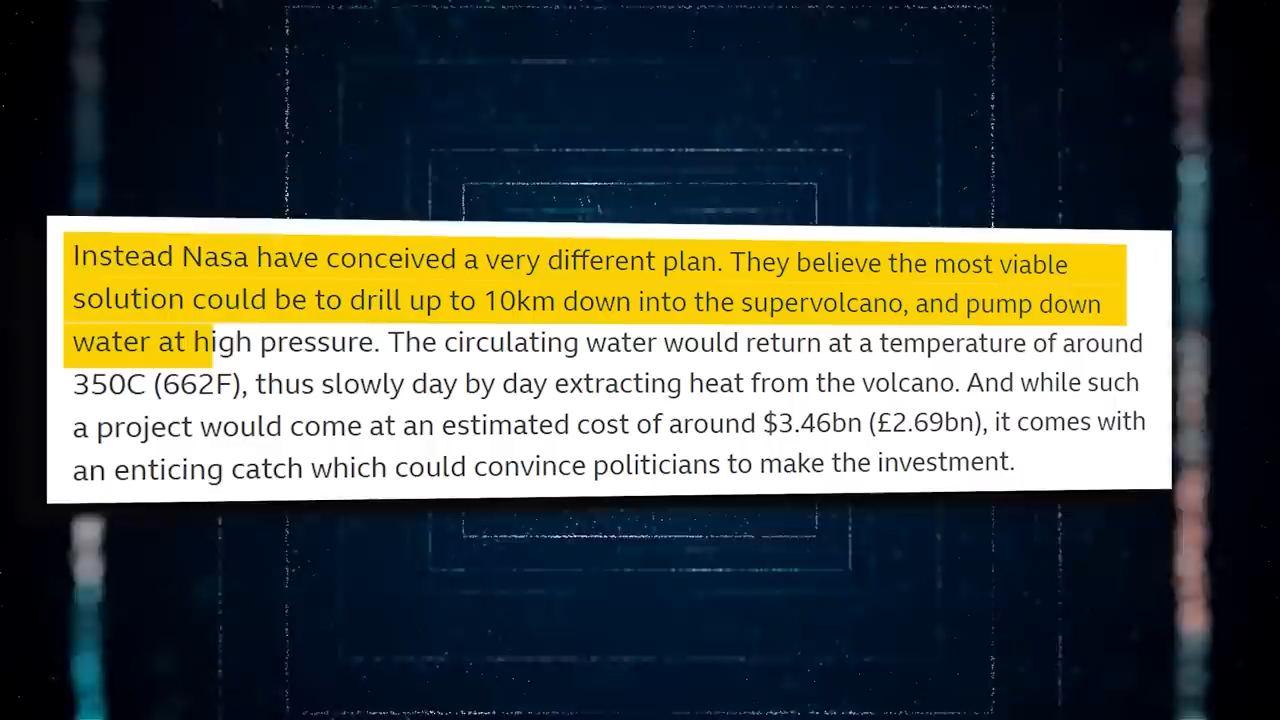 Instead Nasa have conceived a very different plan. They believe the most viable
solution could be to drill up to 10km down into the supervolcano, and pump down
water at high pressure. The circulating water would return at a temperature of around
350C (662F), thus slowly day by day extracting heat from the volcano. And while such
a project would come at an estimated cost of around $3.46bn (£2.69bn), it comes with
an enticing catch which could convince politicians to make the investment.